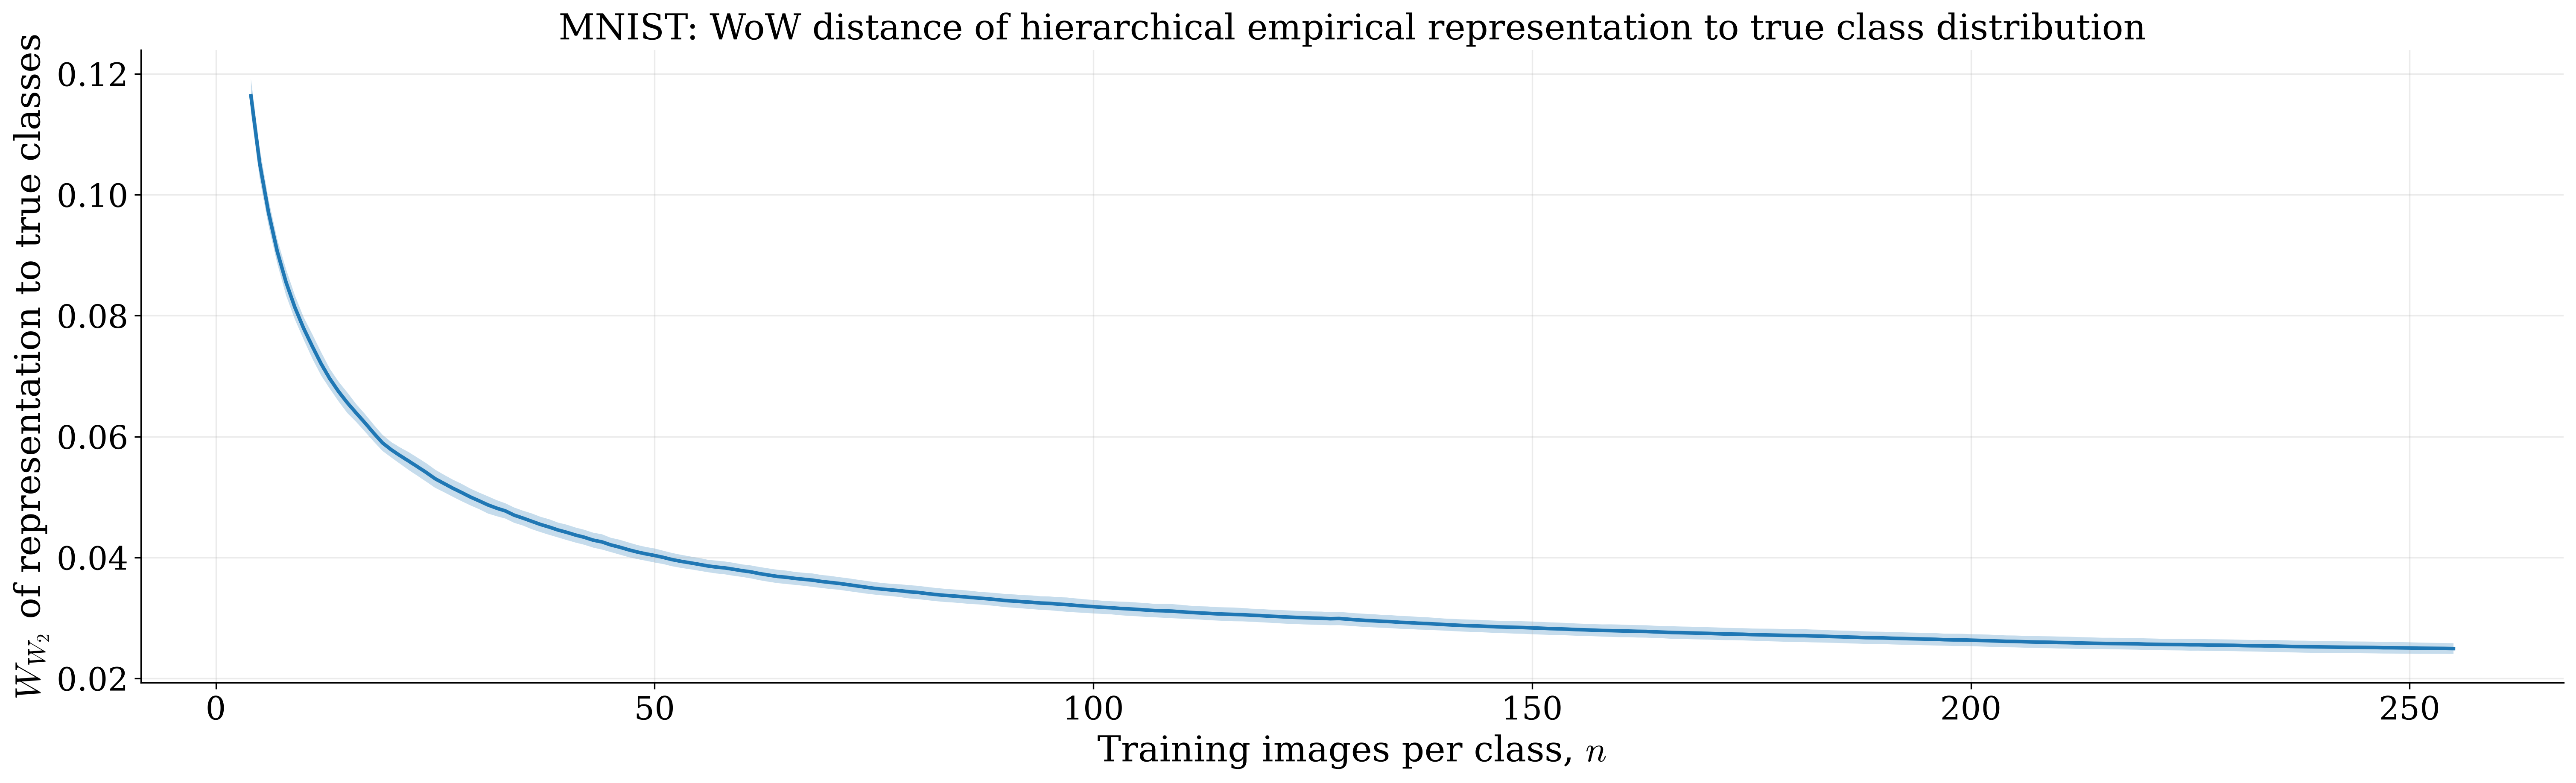 MNIST: WoW distance of hierarchical empirical representation to true class distribution
W_{W_2} of representation to true classes
0.12
0.10
0.08
0.06
0.04
0.02
0 50 100 150 200 250
Training images per class, n